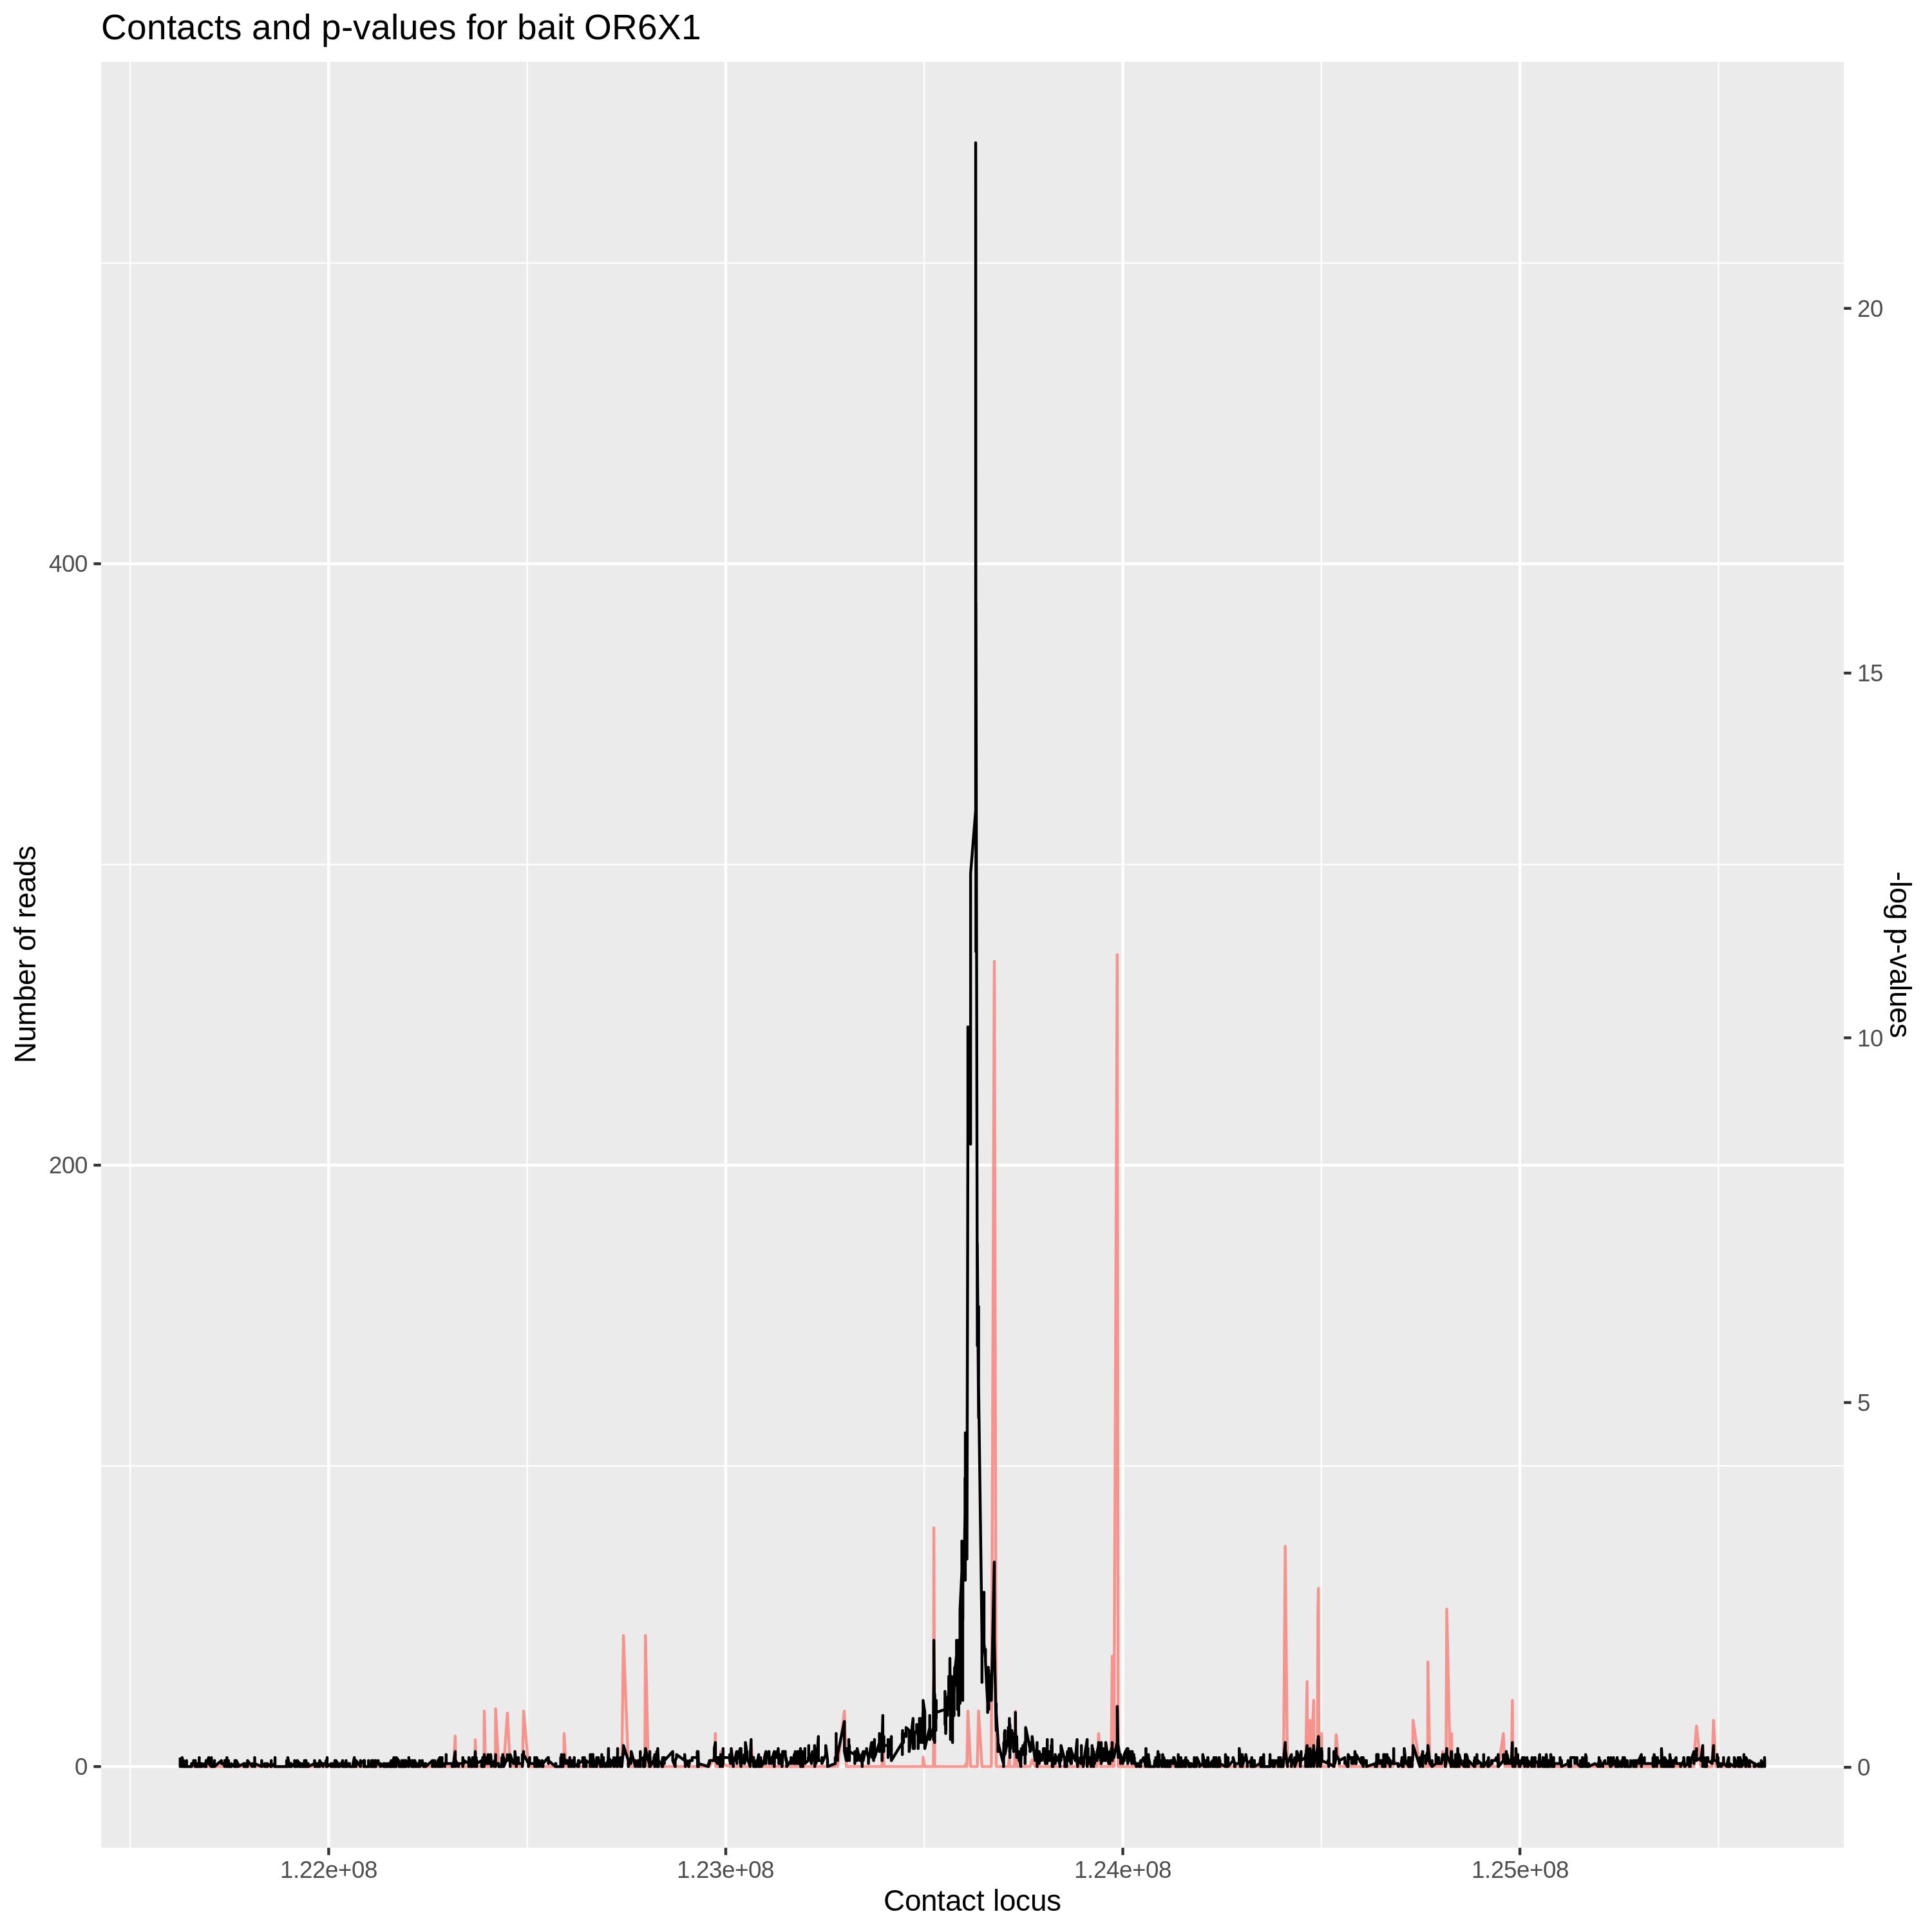 Contacts and p-values for bait OR6X1
Number of reads
400
200
0
20
15
10
5
0
-log p-values
1.22e+08
1.23e+08
1.24e+08
1.25e+08
Contact locus